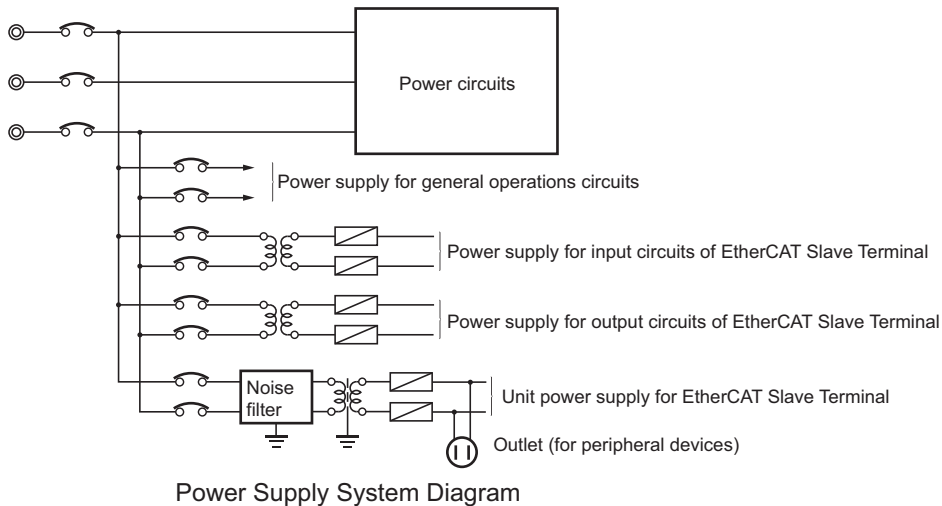 Power circuits
Power supply for general operations circuits
Power supply for input circuits of EtherCAT Slave Terminal
Power supply for output circuits of EtherCAT Slave Terminal
Noise
filter
Unit power supply for EtherCAT Slave Terminal
Outlet (for peripheral devices)
Power Supply System Diagram